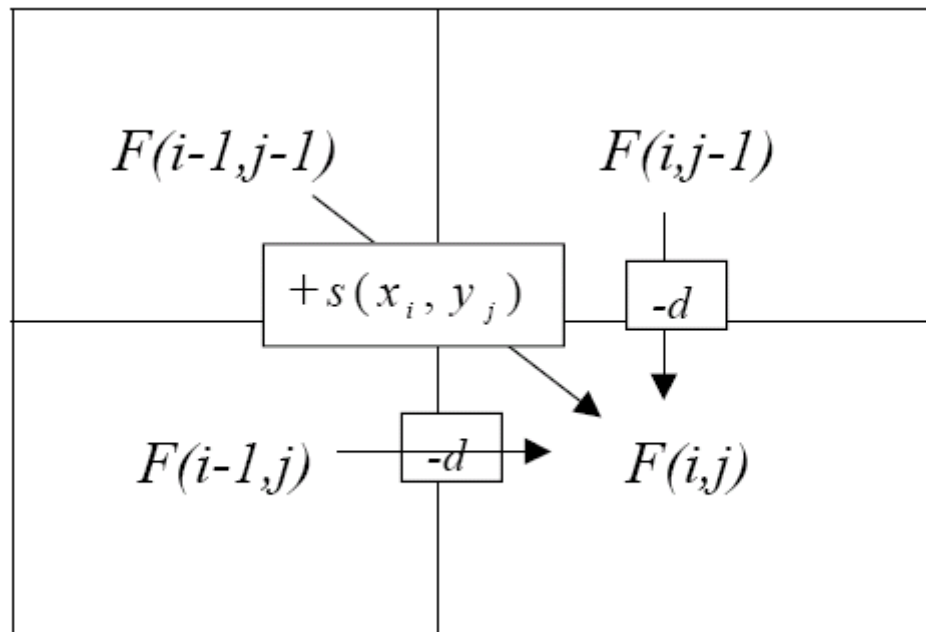 F(i-1,j-1) F(i,j-1)
+s(x_i, y_j) -d
F(i-1,j) -d F(i,j)